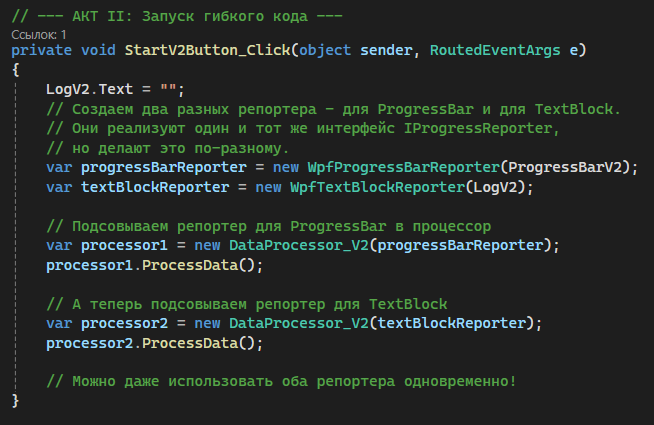 // --- АКТ II: Запуск гибкого кода ---
Ссылок: 1
private void StartV2Button_Click(object sender, RoutedEventArgs e)
{
LogV2.Text = "";
// Создаем два разных репортера – для ProgressBar и для TextBlock.
// Они реализуют один и тот же интерфейс IProgressReporter,
// но делают это по-разному.
var progressBarReporter = new WpfProgressBarReporter(ProgressBarV2);
var textBlockReporter = new WpfTextBlockReporter(LogV2);
// Подсовываем репортер для ProgressBar в процессор
var processor1 = new DataProcessor_V2(progressBarReporter);
processor1.ProcessData();
// А теперь подсовываем репортер для TextBlock
var processor2 = new DataProcessor_V2(textBlockReporter);
processor2.ProcessData();
// Можно даже использовать оба репортера одновременно!
}